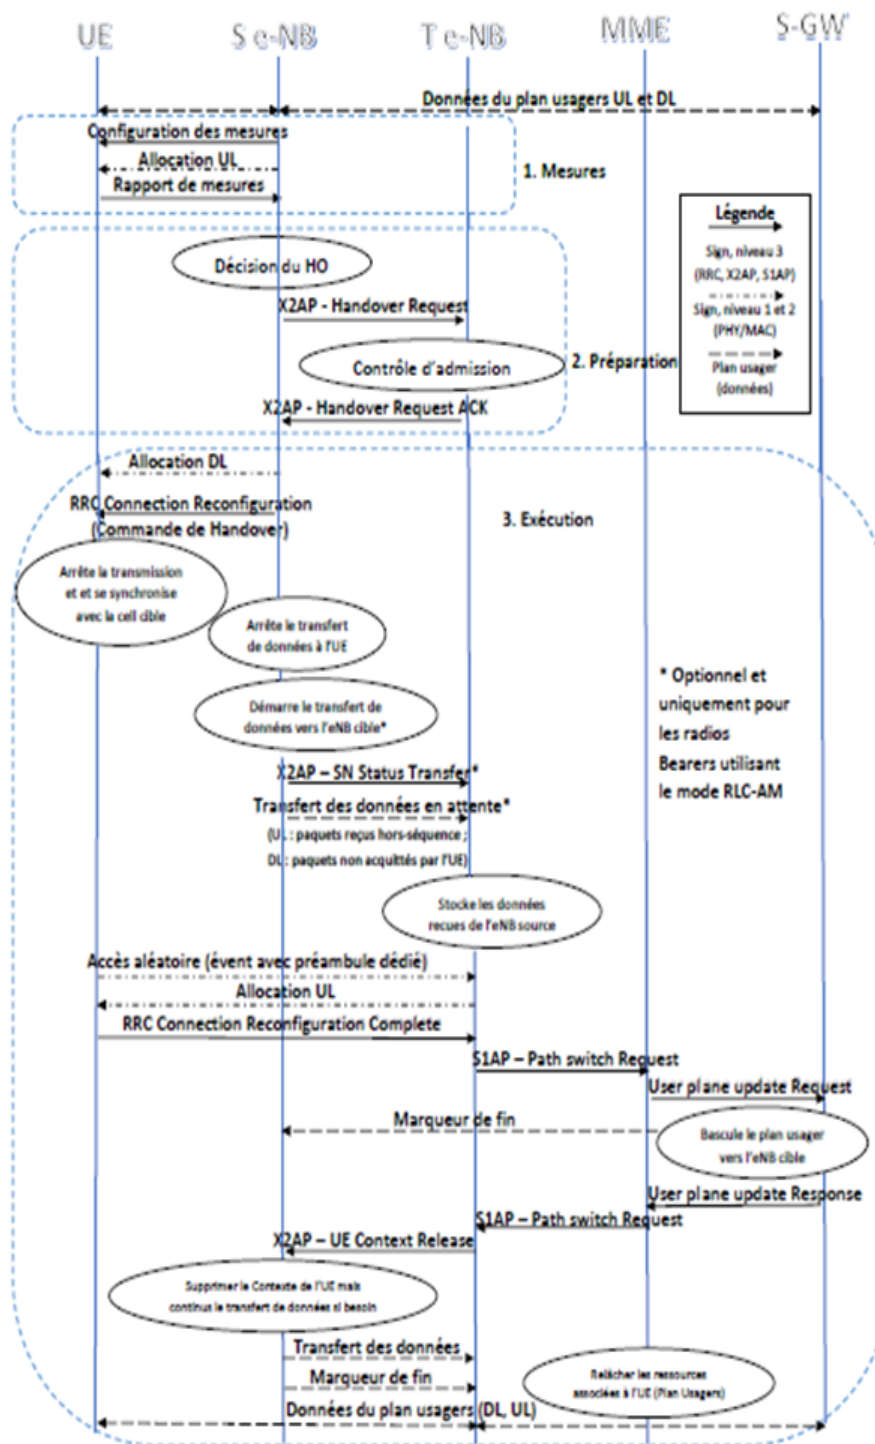 UE
S e-NB
T e-NB
MME
S-GW
Données du plan usagers UL et DL
Configuration des mesures
Allocation UL
Rapport de mesures
1. Mesures
Légende
Sign, niveau 3
(RRC, X2AP, S1AP)
Sign, niveau 1 et 2
(PHY/MAC)
Plan usager
(données)
Décision du HO
X2AP - Handover Request
Contrôle d'admission
2. Préparation
X2AP - Handover Request ACK
Allocation DL
RRC Connection Reconfiguration
(Commande de Handover)
3. Exécution
Arrête la transmission
et et se synchronise
avec la cell cible
Arrête le transfert
de données à l'UE
Démarre le transfert de
données vers l'eNB cible*
* Optionnel et
uniquement pour
les radios
Bearers utilisant
le mode RLC-AM
X2AP – SN Status Transfer*
Transfert des données en attente*
(UL : paquets reçus hors-séquence ;
DL : paquets non acquittés par l'UE)
Stocke les données
recues de l'eNB source
Accès aléatoire (évent avec préambule dédié)
Allocation UL
RRC Connection Reconfiguration Complete
S1AP – Path switch Request
User plane update Request
Marqueur de fin
Bascule le plan usager
vers l'eNB cible
User plane update Response
S1AP – Path switch Request
X2AP – UE Context Release
Supprimer le Contexte de l'UE mais
continus le transfert de données si besoin
Transfert des données
Marqueur de fin
Relâcher les ressources
associées à l'UE (Plan Usagers)
Données du plan usagers (DL, UL)